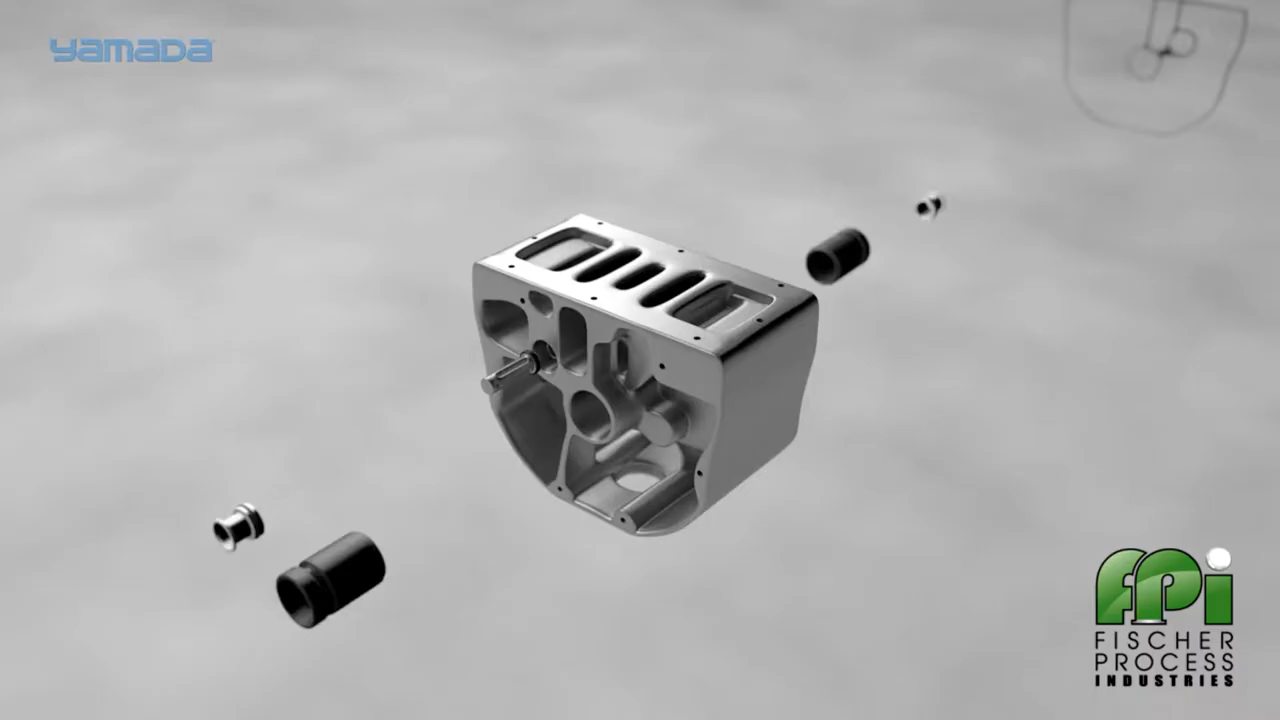 YAMADA
fPi
FISCHER
PROCESS
INDUSTRIES